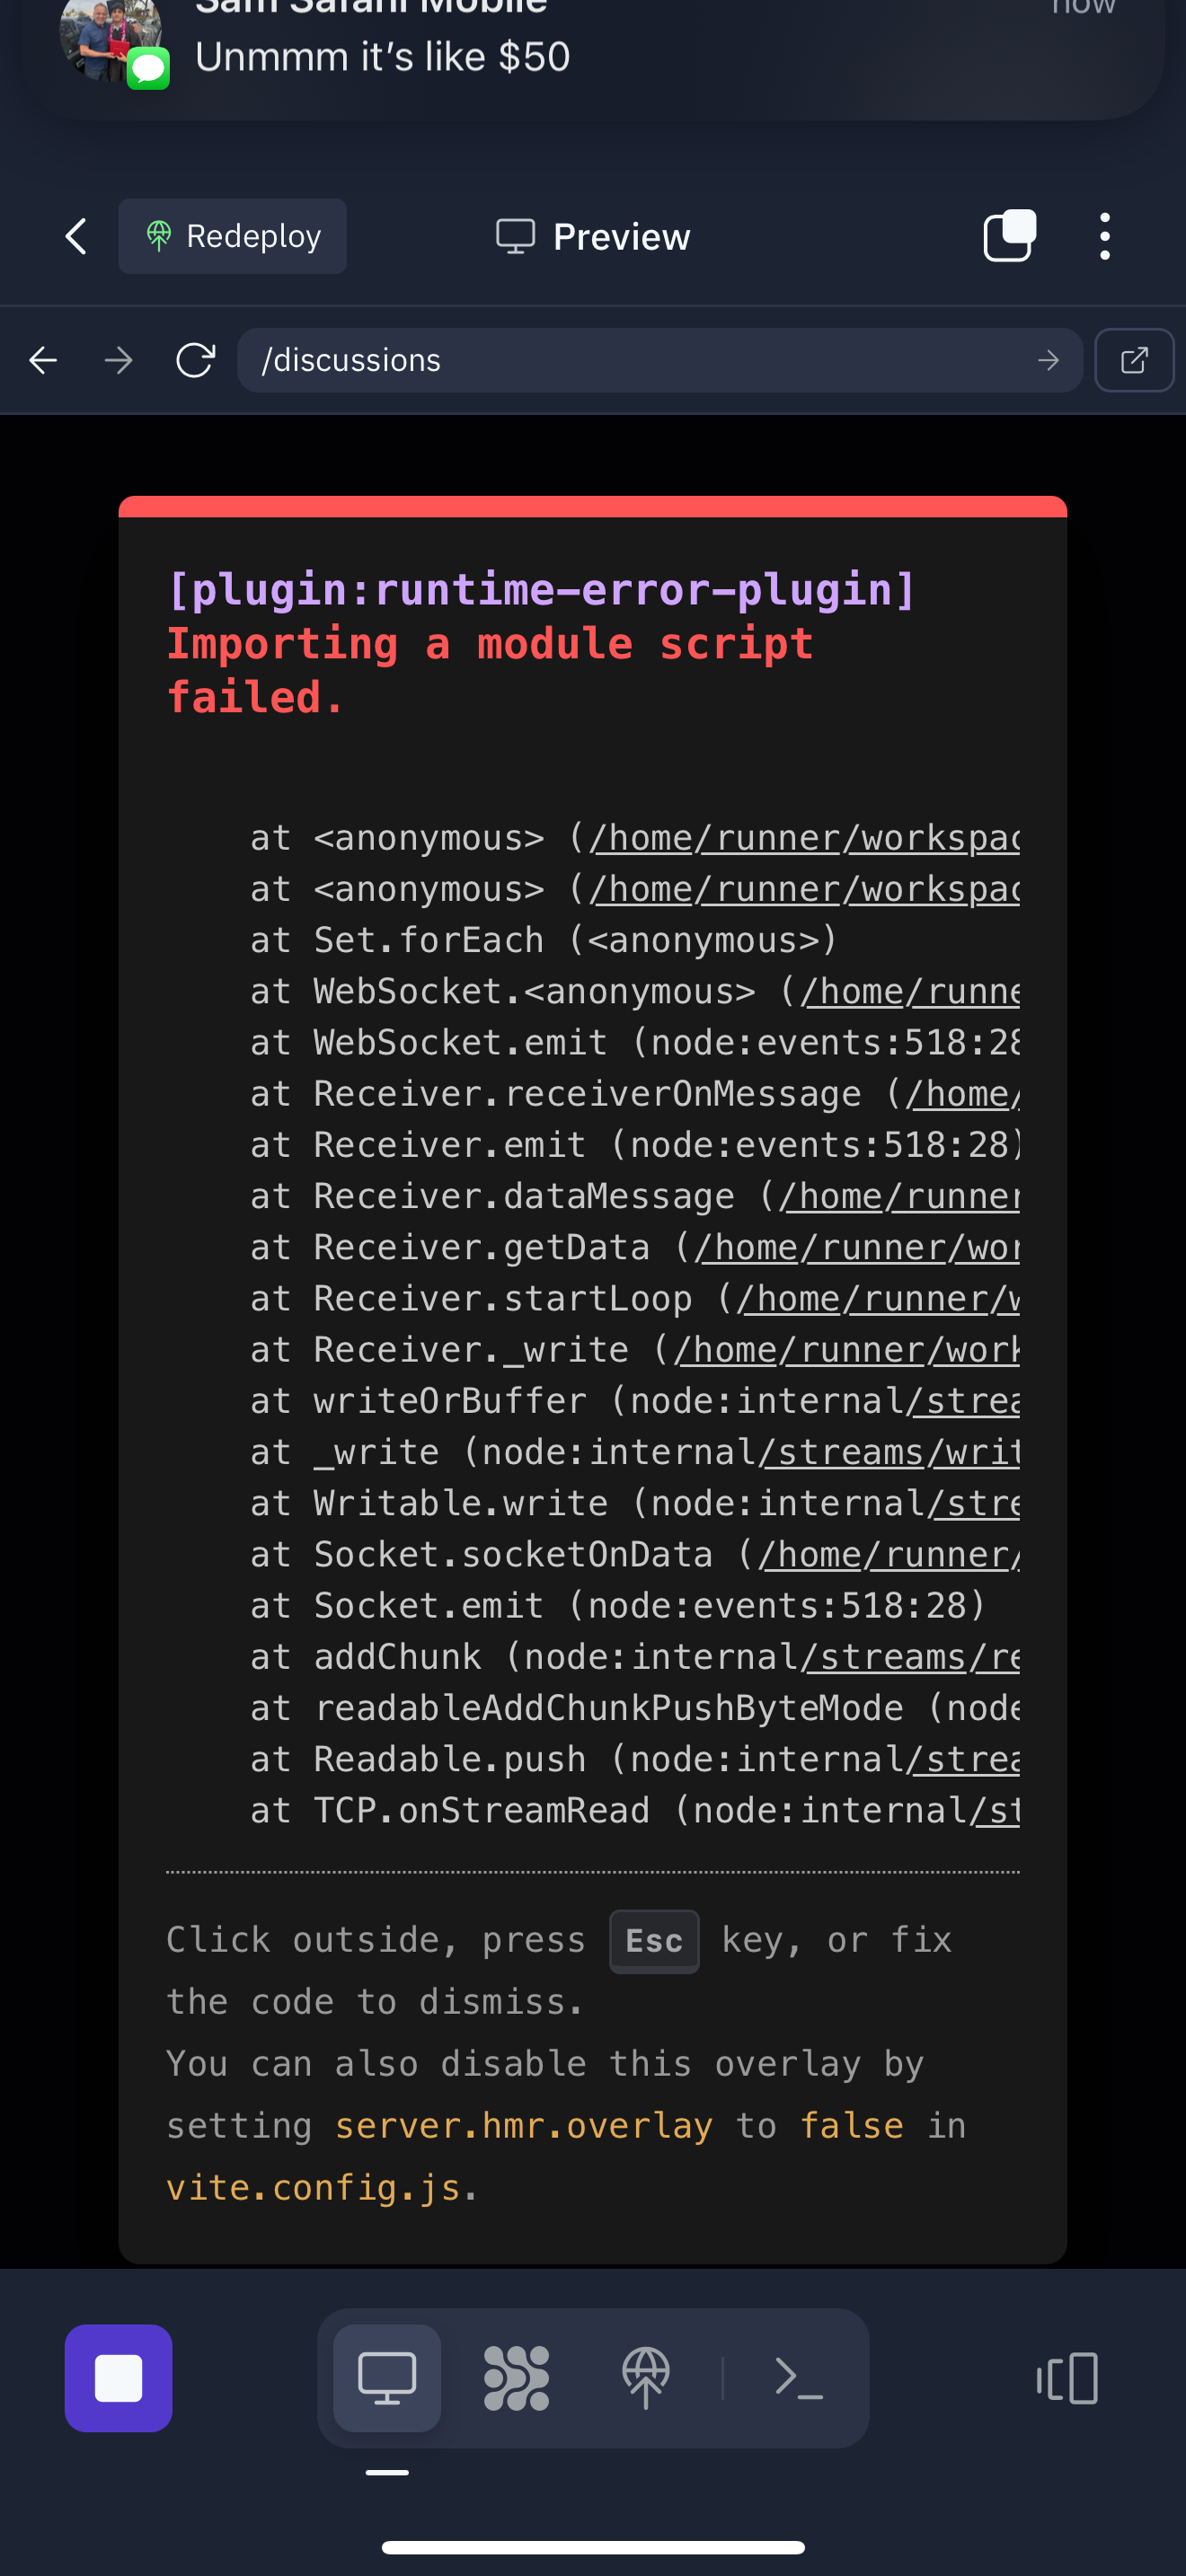 Sam Safani Mobile
now
Unmmm it's like $50
Redeploy
Preview
/discussions
[plugin:runtime-error-plugin]
Importing a module script
failed.
at <anonymous> (/home/runner/workspac
at <anonymous> (/home/runner/workspac
at Set.forEach (<anonymous>)
at WebSocket.<anonymous> (/home/runne
at WebSocket.emit (node:events:518:28
at Receiver.receiverOnMessage (/home/
at Receiver.emit (node:events:518:28)
at Receiver.dataMessage (/home/runner
at Receiver.getData (/home/runner/wor
at Receiver.startLoop (/home/runner/w
at Receiver._write (/home/runner/work
at writeOrBuffer (node:internal/strea
at _write (node:internal/streams/writ
at Writable.write (node:internal/stre
at Socket.socketOnData (/home/runner/
at Socket.emit (node:events:518:28)
at addChunk (node:internal/streams/re
at readableAddChunkPushByteMode (node
at Readable.push (node:internal/strea
at TCP.onStreamRead (node:internal/st
Click outside, press Esc key, or fix
the code to dismiss.
You can also disable this overlay by
setting server.hmr.overlay to false in
vite.config.js.